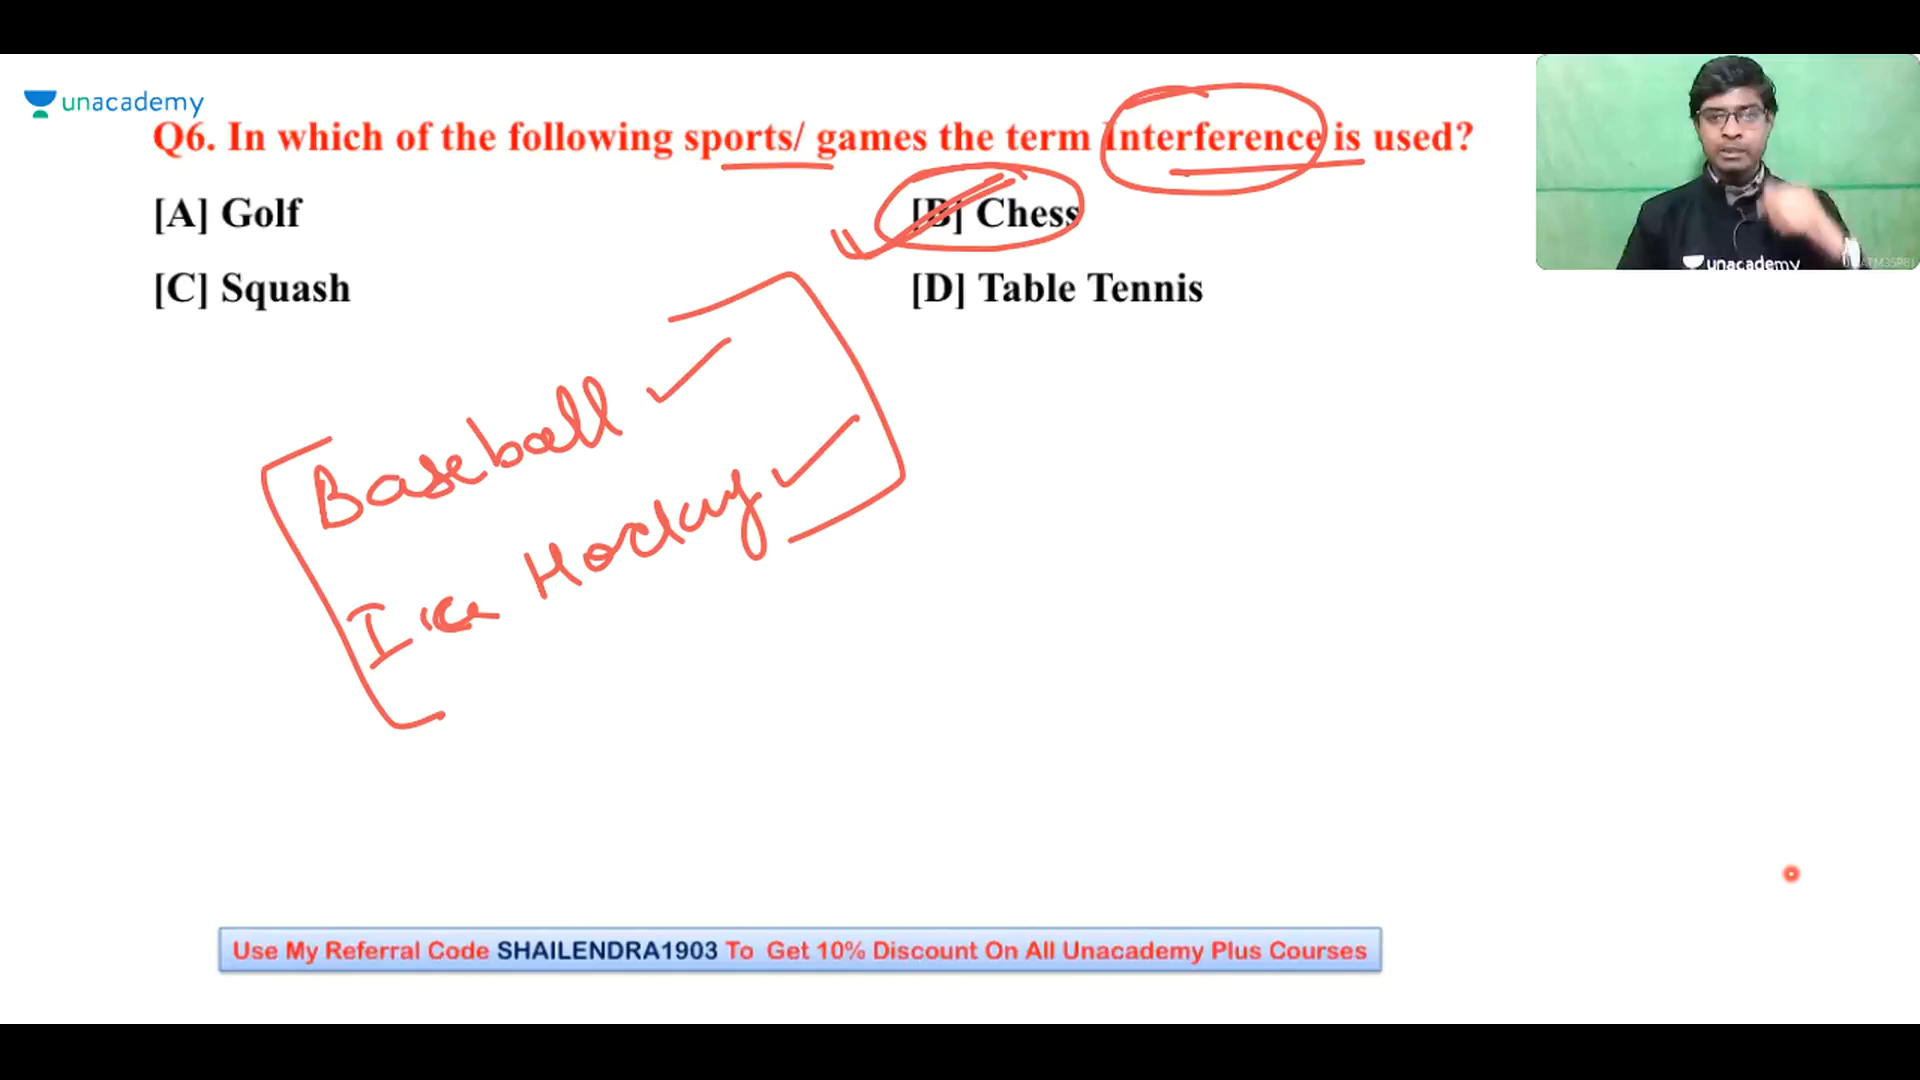 unacademy
Q6. In which of the following sports/ games the term Interference is used?
[A] Golf
[B] Chess
[C] Squash
[D] Table Tennis
Baseball
Ice Hockey
unacademy
Use My Referral Code SHAILENDRA1903 To Get 10% Discount On All Unacademy Plus Courses